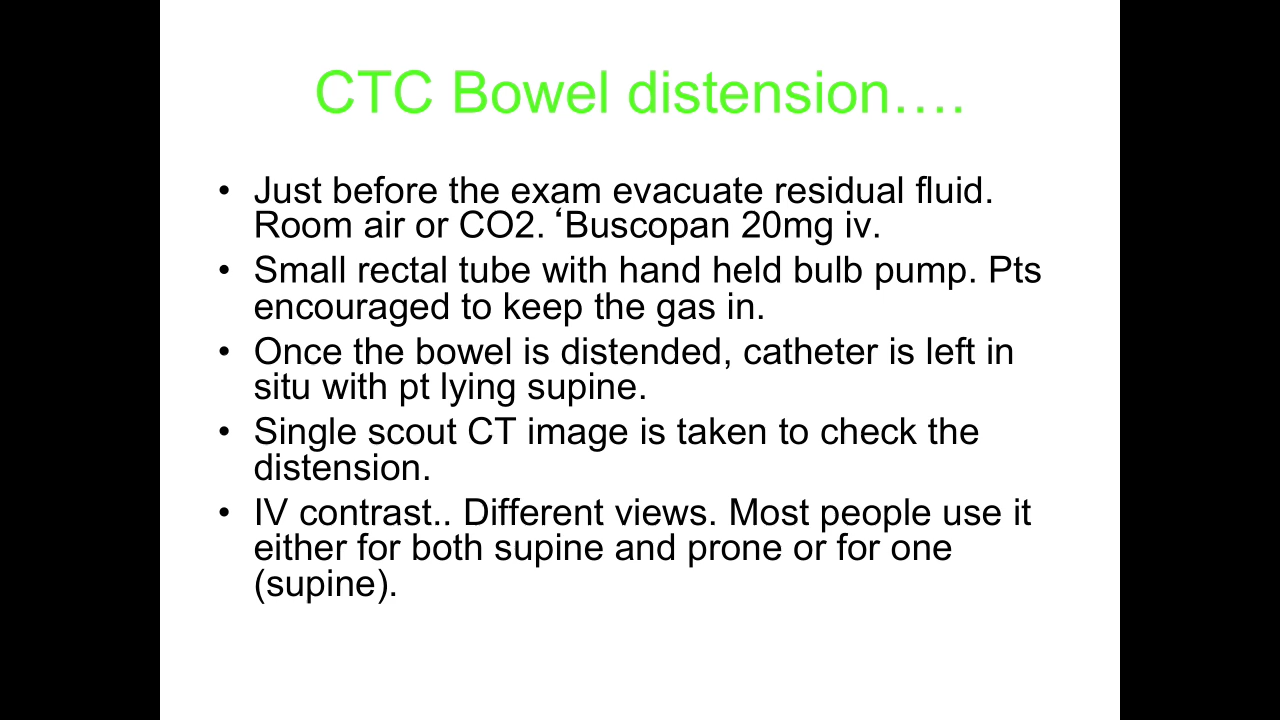 CTC Bowel distension….
• Just before the exam evacuate residual fluid.
Room air or CO2. ‘Buscopan 20mg iv.
• Small rectal tube with hand held bulb pump. Pts
encouraged to keep the gas in.
• Once the bowel is distended, catheter is left in
situ with pt lying supine.
• Single scout CT image is taken to check the
distension.
• IV contrast.. Different views. Most people use it
either for both supine and prone or for one
(supine).